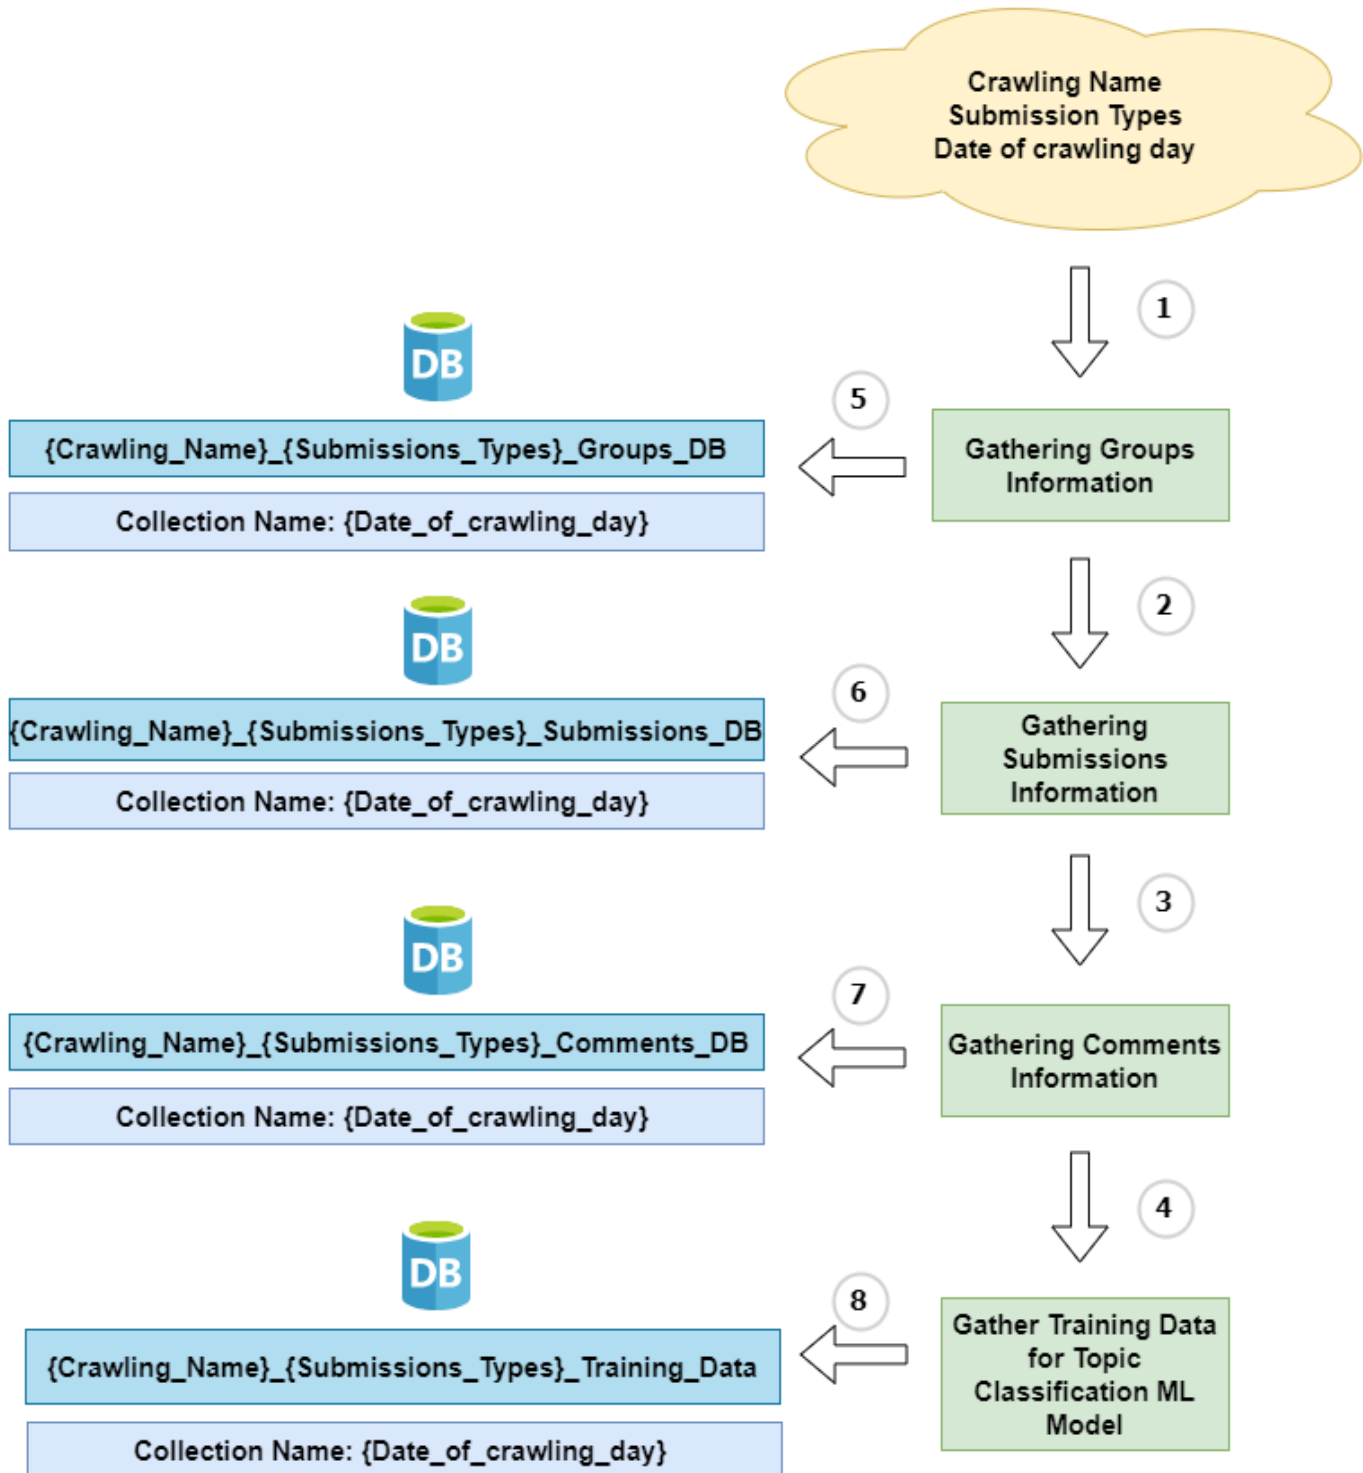 Crawling Name
Submission Types
Date of crawling day
1
DB
5
{Crawling_Name}_{Submissions_Types}_Groups_DB
Collection Name: {Date_of_crawling_day}
Gathering Groups
Information
2
DB
6
{Crawling_Name}_{Submissions_Types}_Submissions_DB
Collection Name: {Date_of_crawling_day}
Gathering
Submissions
Information
3
DB
7
{Crawling_Name}_{Submissions_Types}_Comments_DB
Collection Name: {Date_of_crawling_day}
Gathering Comments
Information
4
DB
8
{Crawling_Name}_{Submissions_Types}_Training_Data
Collection Name: {Date_of_crawling_day}
Gather Training Data
for Topic
Classification ML
Model